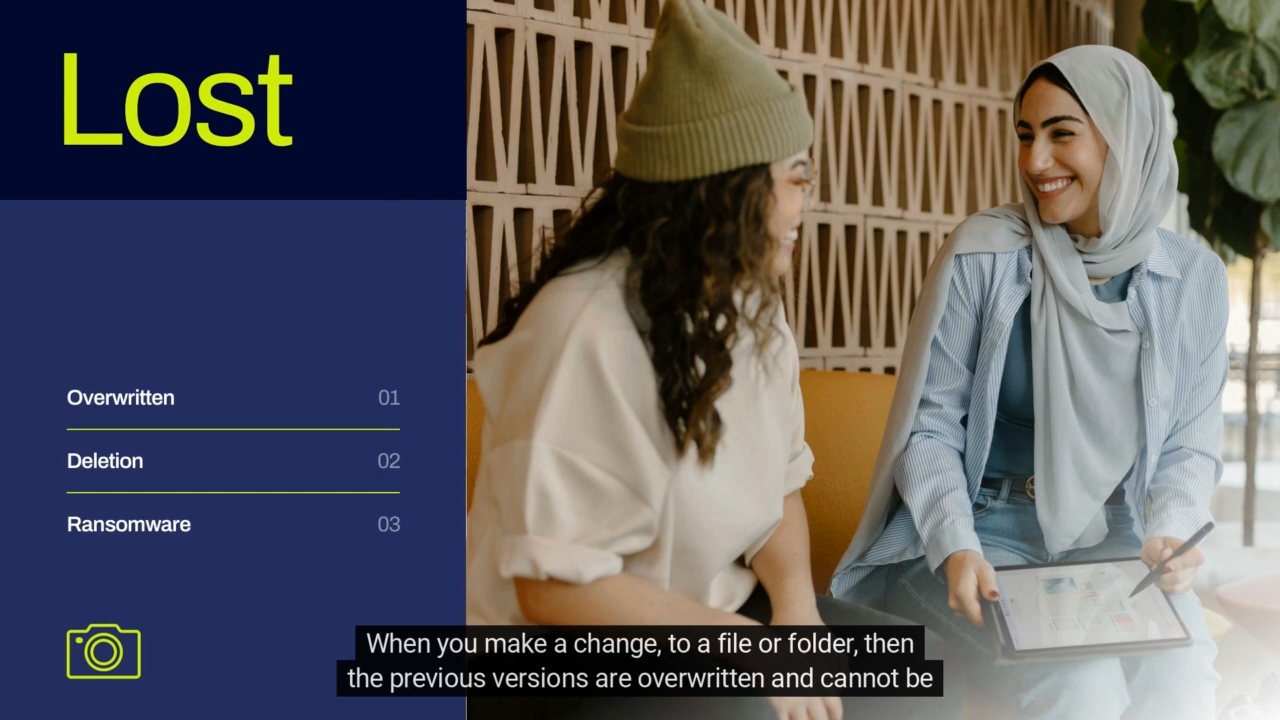 Lost
Overwritten 01
Deletion 02
Ransomware 03
When you make a change, to a file or folder, then
the previous versions are overwritten and cannot be